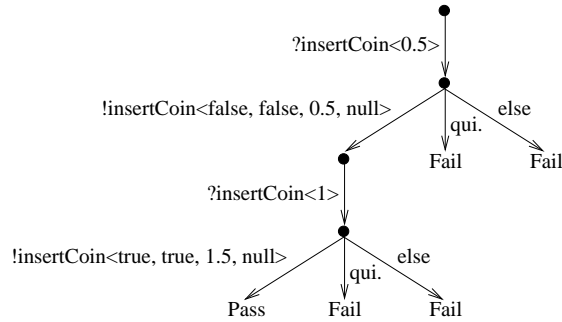 ?insertCoin<0.5>
!insertCoin<false, false, 0.5, null>
else
qui.
Fail
Fail
?insertCoin<1>
!insertCoin<true, true, 1.5, null>
else
qui.
Pass
Fail
Fail